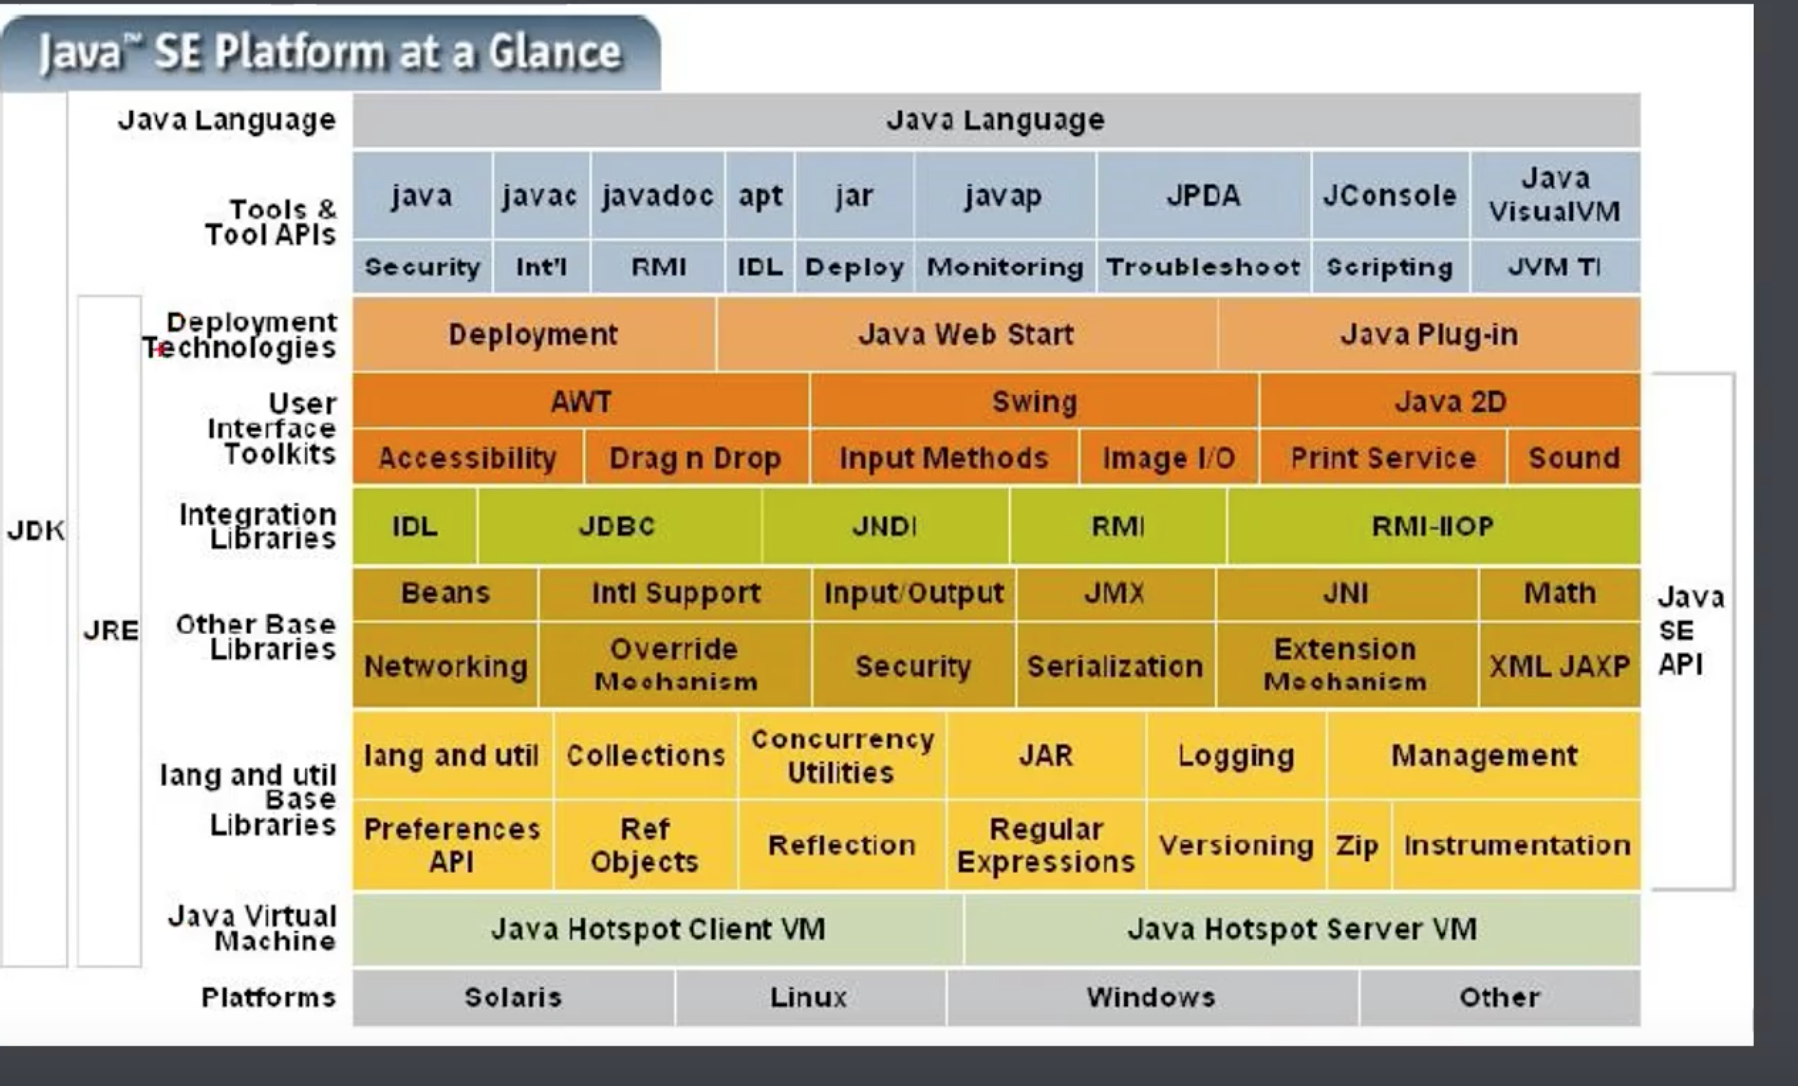 Java™ SE Platform at a Glance
Java Language
Java Language
Tools &
Tool APIs
java javac javadoc apt jar javap JPDA JConsole Java
VisualVM
Security Int'l RMI IDL Deploy Monitoring Troubleshoot Scripting JVM TI
Deployment
Technologies
Deployment Java Web Start Java Plug-in
User
Interface
Toolkits
AWT Swing Java 2D
Accessibility Drag n Drop Input Methods Image I/O Print Service Sound
Integration
Libraries
IDL JDBC JNDI RMI RMI-IIOP
JDK
JRE
Other Base
Libraries
Beans Intl Support Input/Output JMX JNI Math
Networking Override
Mechanism Security Serialization Extension
Mechanism XML JAXP
Java
SE
API
lang and util
Base
Libraries
lang and util Collections Concurrency
Utilities JAR Logging Management
Preferences
API Ref
Objects Reflection Regular
Expressions Versioning Zip Instrumentation
Java Virtual
Machine
Java Hotspot Client VM Java Hotspot Server VM
Platforms
Solaris Linux Windows Other